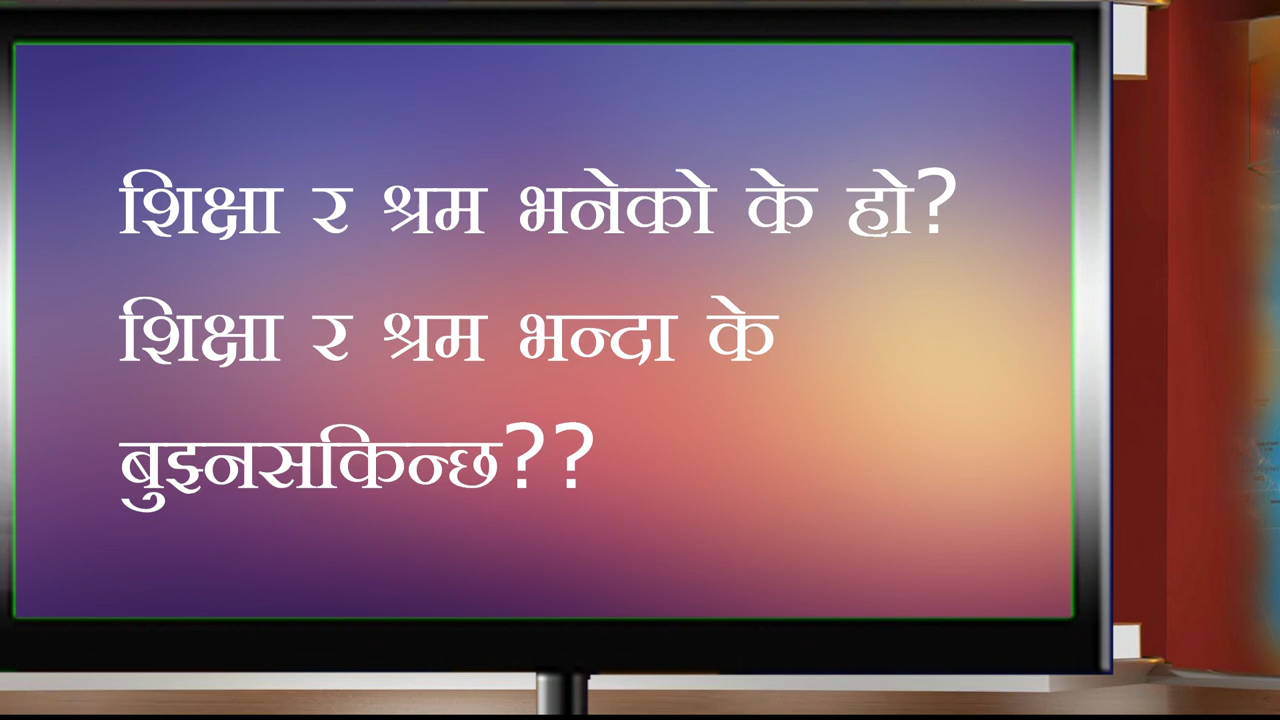 शिक्षा र श्रम भनेको के हो?
शिक्षा र श्रम भन्दा के
बुझ्नसकिन्छ??